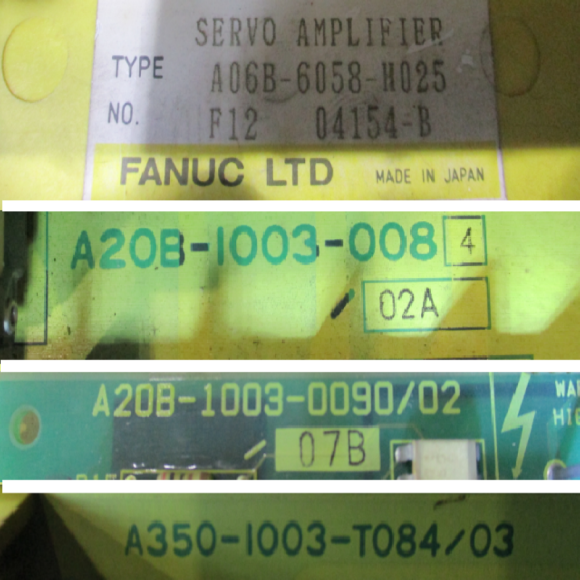 SERVO AMPLIFIER
TYPE A06B-6058-H025
NO. F12 04154-B
FANUC LTD MADE IN JAPAN
A20B-1003-008 4
02A
A20B-1003-0090/02
07B
A350-1003-T084/03